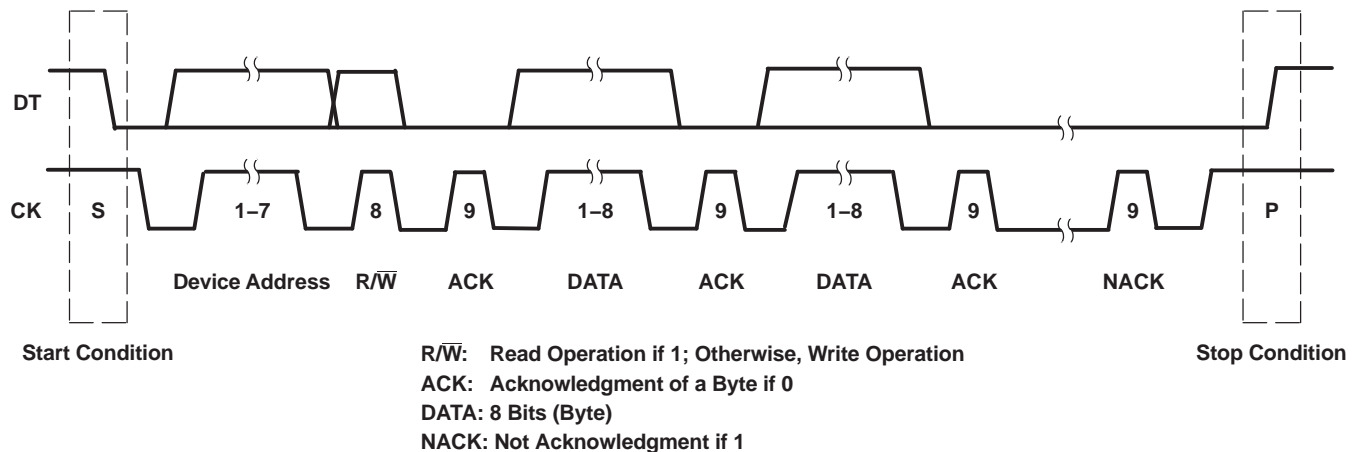 DT
CK
S 1–7 8 9 1–8 9 1–8 9 9 P
Device Address R/W̅ ACK DATA ACK DATA ACK NACK
Start Condition
Stop Condition
R/W̅: Read Operation if 1; Otherwise, Write Operation
ACK: Acknowledgment of a Byte if 0
DATA: 8 Bits (Byte)
NACK: Not Acknowledgment if 1